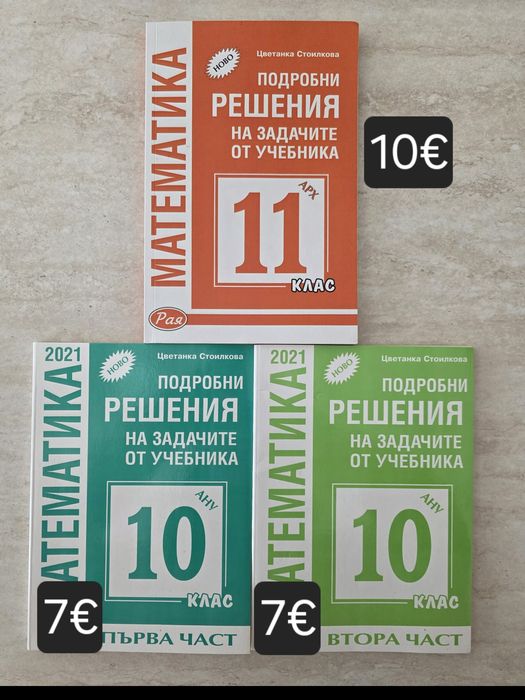 МАТЕМАТИКА
НОВО
Цветанка Стоилкова
ПОДРОБНИ
РЕШЕНИЯ
НА ЗАДАЧИТЕ
ОТ УЧЕБНИКА
АРХ
11
КЛАС
Рая
10€
2021
АТЕМАТИКА
НОВО
Цветанка Стоилкова
ПОДРОБНИ
РЕШЕНИЯ
НА ЗАДАЧИТЕ
ОТ УЧЕБНИКА
АНУ
10
КЛАС
ПЪРВА ЧАСТ
7€
2021
АТЕМАТИКА
НОВО
Цветанка Стоилкова
ПОДРОБНИ
РЕШЕНИЯ
НА ЗАДАЧИТЕ
ОТ УЧЕБНИКА
АНУ
10
КЛАС
ВТОРА ЧАСТ
7€